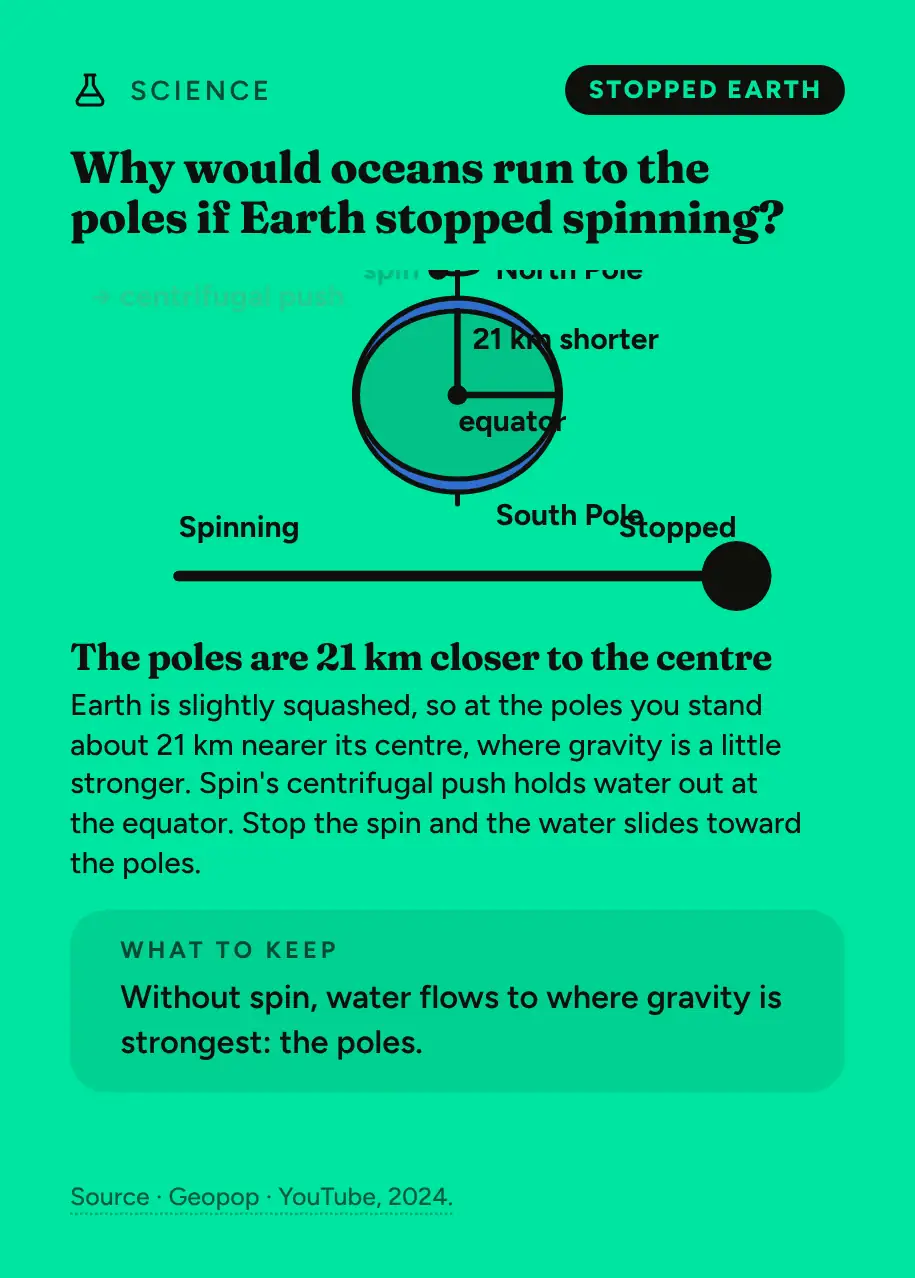 SCIENCE
STOPPED EARTH
Why would oceans run to the
poles if Earth stopped spinning?
spin
North Pole
→ centrifugal push
21 km shorter
equator
South Pole
Spinning
Stopped
The poles are 21 km closer to the centre
Earth is slightly squashed, so at the poles you stand
about 21 km nearer its centre, where gravity is a little
stronger. Spin's centrifugal push holds water out at
the equator. Stop the spin and the water slides toward
the poles.
WHAT TO KEEP
Without spin, water flows to where gravity is
strongest: the poles.
Source · Geopop · YouTube, 2024.